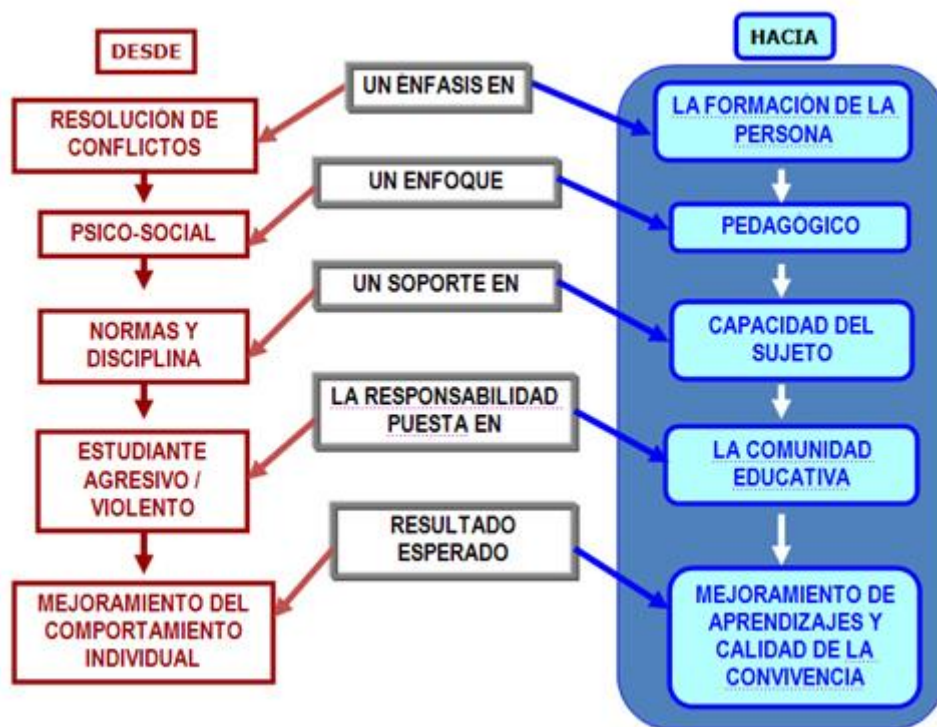 DESDE
HACIA
UN ÉNFASIS EN
RESOLUCIÓN DE
CONFLICTOS
LA FORMACIÓN DE LA
PERSONA
UN ENFOQUE
PSICO-SOCIAL
PEDAGÓGICO
UN SOPORTE EN
NORMAS Y
DISCIPLINA
CAPACIDAD DEL
SUJETO
LA RESPONSABILIDAD
PUESTA EN
ESTUDIANTE
AGRESIVO /
VIOLENTO
LA COMUNIDAD
EDUCATIVA
RESULTADO
ESPERADO
MEJORAMIENTO DEL
COMPORTAMIENTO
INDIVIDUAL
MEJORAMIENTO DE
APRENDIZAJES Y
CALIDAD DE LA
CONVIVENCIA